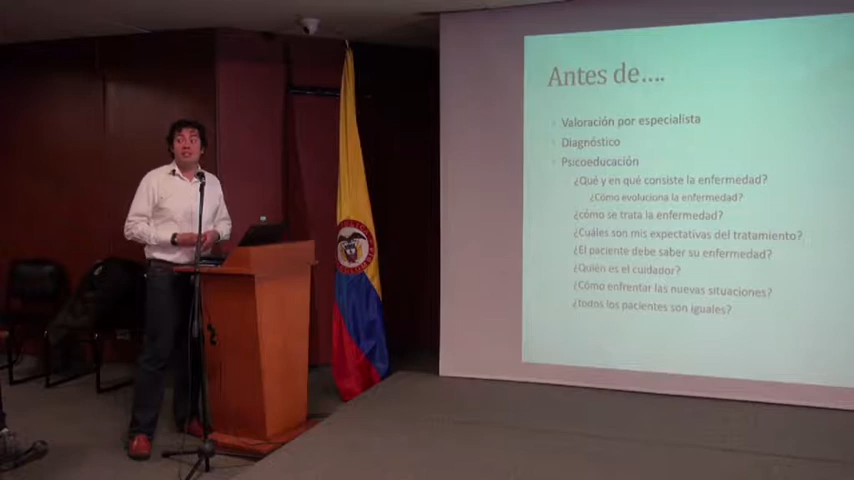 Antes de....
Valoración por especialista
Diagnóstico
Psicoeducación
¿Qué y en qué consiste la enfermedad?
¿Cómo evoluciona la enfermedad?
¿cómo se trata la enfermedad?
¿Cuáles son mis expectativas del tratamiento?
¿El paciente debe saber su enfermedad?
¿Quién es el cuidador?
¿Cómo enfrentar las nuevas situaciones?
¿todos los pacientes son iguales?